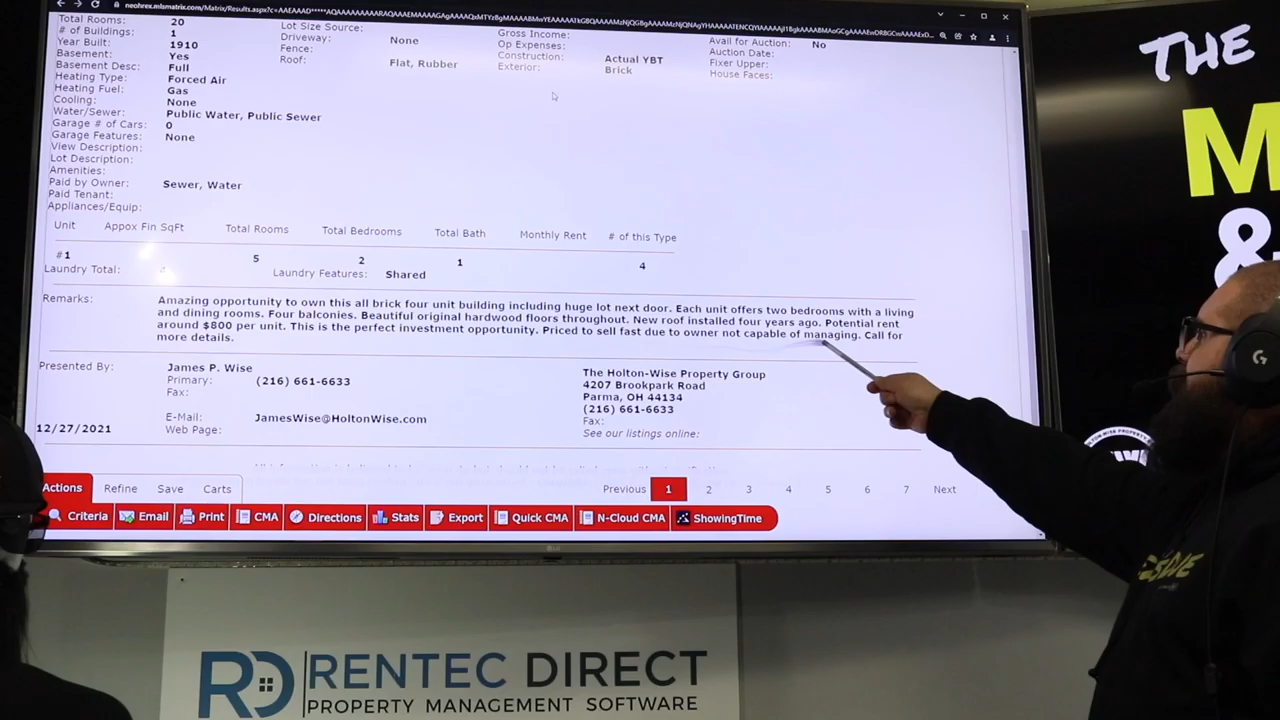 neohrex.mlsmatrix.com/Matrix/Results.aspx?c=
Total Rooms: 20 Lot Size Source: Gross Income: Avail for Auction: No
# of Buildings: 1 Driveway: None Op Expenses: Auction Date:
Year Built: 1910 Fence: Construction: Actual YBT Fixer Upper:
Basement: Yes Roof: Flat, Rubber Exterior: Brick House Faces:
Basement Desc: Full
Heating Type: Forced Air
Heating Fuel: Gas
Cooling: None
Water/Sewer: Public Water, Public Sewer
Garage # of Cars: 0
Garage Features: None
View Description:
Lot Description:
Amenities:
Paid by Owner: Sewer, Water
Paid Tenant:
Appliances/Equip:
Unit Appox Fin SqFt Total Rooms Total Bedrooms Total Bath Monthly Rent # of this Type
#1 5 2 1 4
Laundry Total: 4 Laundry Features: Shared
Remarks: Amazing opportunity to own this all brick four unit building including huge lot next door. Each unit offers two bedrooms with a living
and dining rooms. Four balconies. Beautiful original hardwood floors throughout. New roof installed four years ago. Potential rent
around $800 per unit. This is the perfect investment opportunity. Priced to sell fast due to owner not capable of managing. Call for
more details.
Presented By: James P. Wise The Holton-Wise Property Group
Primary: (216) 661-6633 4207 Brookpark Road
Fax: Parma, OH 44134
(216) 661-6633
E-Mail: JamesWise@HoltonWise.com Fax:
12/27/2021 Web Page: See our listings online:
Actions Refine Save Carts Previous 1 2 3 4 5 6 7 Next
Criteria Email Print CMA Directions Stats Export Quick CMA N-Cloud CMA ShowingTime
THE
M
&
RD RENTEC DIRECT
PROPERTY MANAGEMENT SOFTWARE